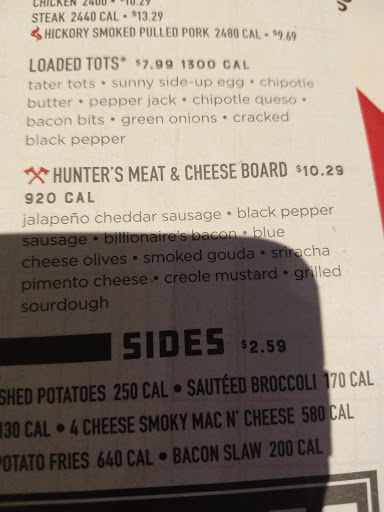 CHICKEN 2400 • $10.29
STEAK 2440 CAL • $13.29
HICKORY SMOKED PULLED PORK 2480 CAL • $9.69
LOADED TOTS* $7.99 1300 CAL
tater tots • sunny side-up egg • chipotle
butter • pepper jack • chipotle queso •
bacon bits • green onions • cracked
black pepper
HUNTER'S MEAT & CHEESE BOARD $10.29
920 CAL
jalapeño cheddar sausage • black pepper
sausage • billionaire's bacon • blue
cheese olives • smoked gouda • sriracha
pimento cheese • creole mustard • grilled
sourdough
SIDES $2.59
SHED POTATOES 250 CAL • SAUTÉED BROCCOLI 170 CAL
130 CAL • 4 CHEESE SMOKY MAC N' CHEESE 580 CAL
POTATO FRIES 640 CAL • BACON SLAW 200 CAL